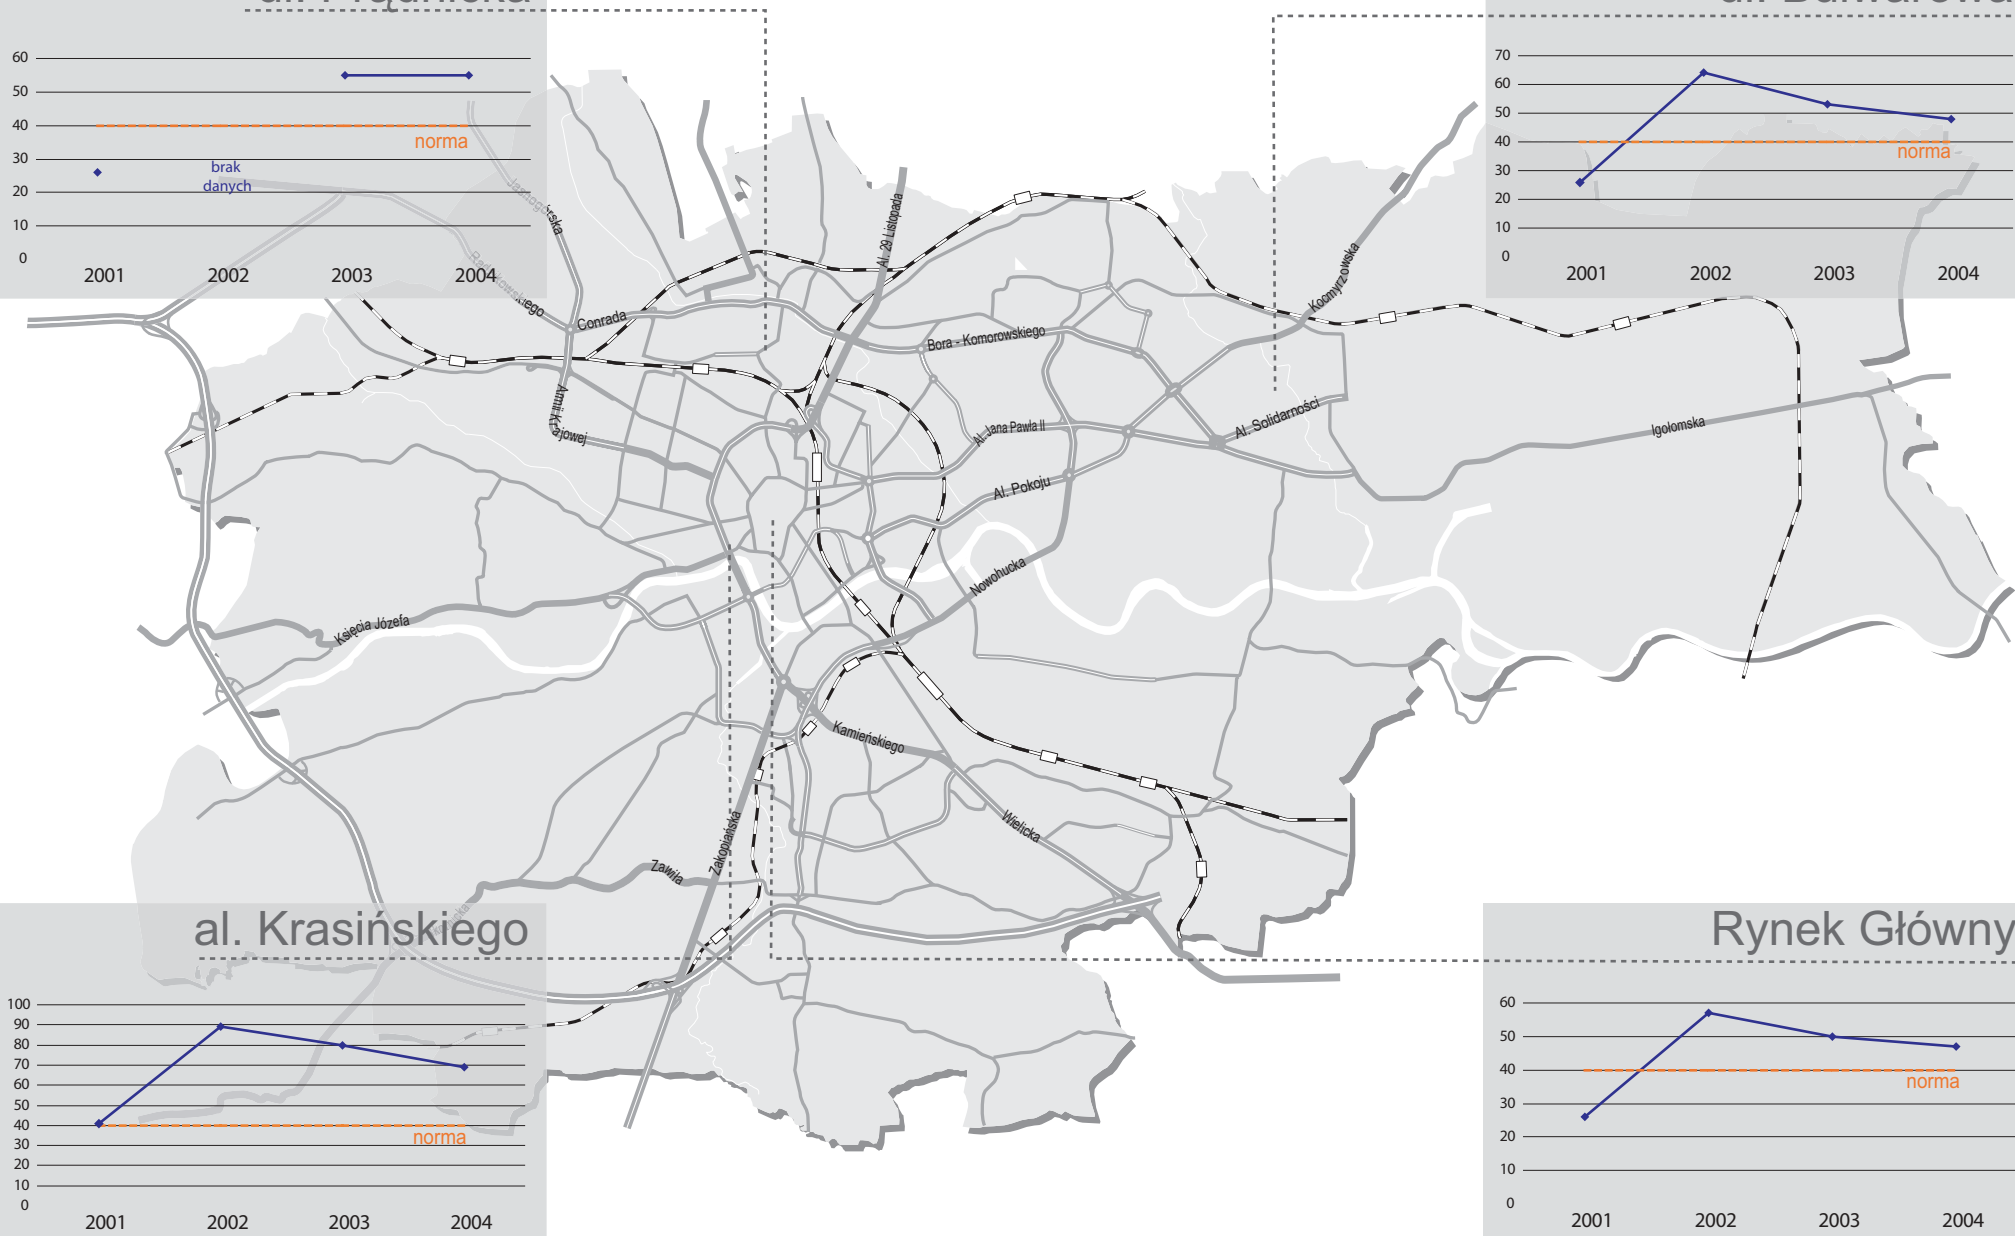 60
50
40
30
20
10
0
norma
brak
danych
2001 2002 2003 2004
70
60
50
40
30
20
10
0
norma
2001 2002 2003 2004
Jasnogórska
Radzikowskiego
Conrada
Armii Krajowej
Al. 29 Listopada
Bora - Komorowskiego
Kocmyrzowska
Al. Jana Pawła II
Al. Solidarności
Igołomska
Al. Pokoju
Nowohucka
Księcia Józefa
Kamieńskiego
Wielicka
Zakopiańska
Zawiła
al. Krasińskiego
100
90
80
70
60
50
40
30
20
10
0
norma
2001 2002 2003 2004
Rynek Główny
60
50
40
30
20
10
0
norma
2001 2002 2003 2004